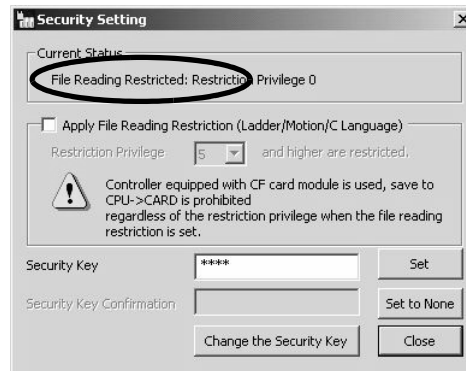 Security Setting
Current Status
File Reading Restricted: Restriction Privilege 0
Apply File Reading Restriction (Ladder/Motion/C Language)
Restriction Privilege 5 and higher are restricted.
Controller equipped with CF card module is used, save to
CPU->CARD is prohibited
regardless of the restriction privilege when the file reading
restriction is set.
Security Key **** Set
Security Key Confirmation Set to None
Change the Security Key Close